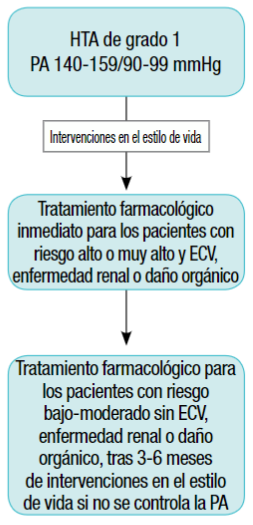 HTA de grado 1
PA 140-159/90-99 mmHg
Intervenciones en el estilo de vida
Tratamiento farmacológico
inmediato para los pacientes con
riesgo alto o muy alto y ECV,
enfermedad renal o daño orgánico
Tratamiento farmacológico para
los pacientes con riesgo
bajo-moderado sin ECV,
enfermedad renal o daño
orgánico, tras 3-6 meses
de intervenciones en el estilo
de vida si no se controla la PA